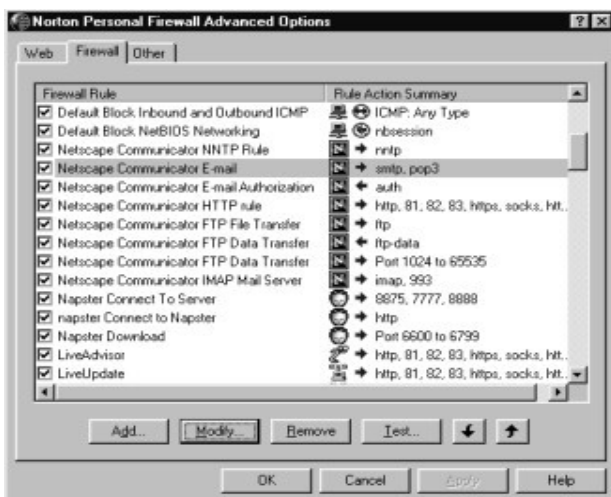 Norton Personal Firewall Advanced Options
Web Firewall Other
Firewall Rule Rule Action Summary
Default Block Inbound and Outbound ICMP ICMP: Any Type
Default Block NetBIOS Networking nbsession
Netscape Communicator NNTP Rule nntp
Netscape Communicator E-mail smtp, pop3
Netscape Communicator E-mail Authorization auth
Netscape Communicator HTTP rule http, 81, 82, 83, https, socks, htt..
Netscape Communicator FTP File Transfer ftp
Netscape Communicator FTP Data Transfer ftp-data
Netscape Communicator FTP Data Transfer Port 1024 to 65535
Netscape Communicator IMAP Mail Server imap, 993
Napster Connect To Server 8875, 7777, 8888
napster Connect to Napster http
Napster Download Port 6600 to 6799
LiveAdvisor http, 81, 82, 83, https, socks, htt..
LiveUpdate http, 81, 82, 83, https, socks, htt..
Add... Modify... Remove Test...
OK Cancel Apply Help